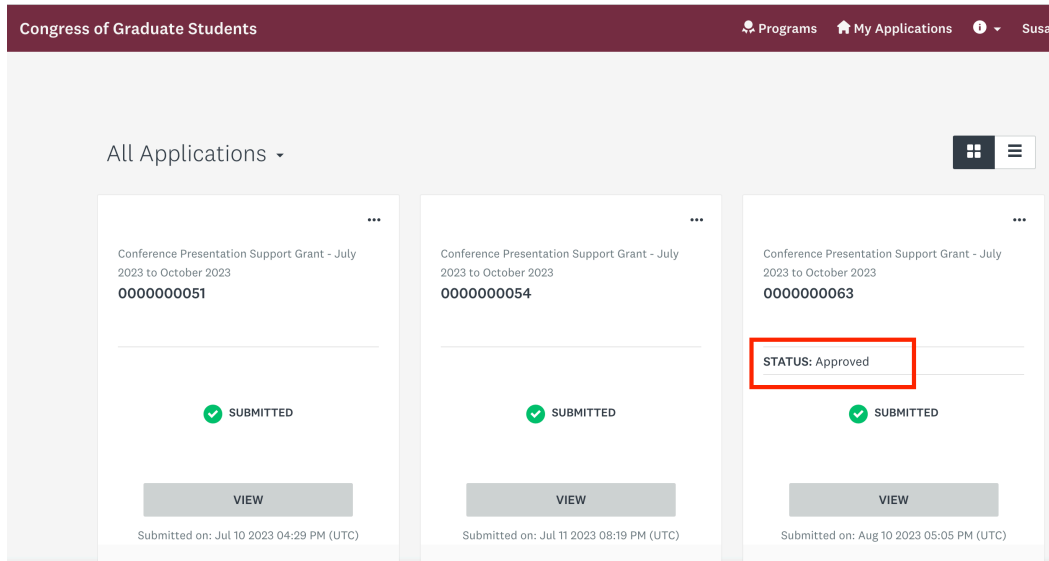 Congress of Graduate Students
Programs My Applications Susa
All Applications
Conference Presentation Support Grant - July
2023 to October 2023
0000000051
SUBMITTED
VIEW
Submitted on: Jul 10 2023 04:29 PM (UTC)
Conference Presentation Support Grant - July
2023 to October 2023
0000000054
SUBMITTED
VIEW
Submitted on: Jul 11 2023 08:19 PM (UTC)
Conference Presentation Support Grant - July
2023 to October 2023
0000000063
STATUS: Approved
SUBMITTED
VIEW
Submitted on: Aug 10 2023 05:05 PM (UTC)